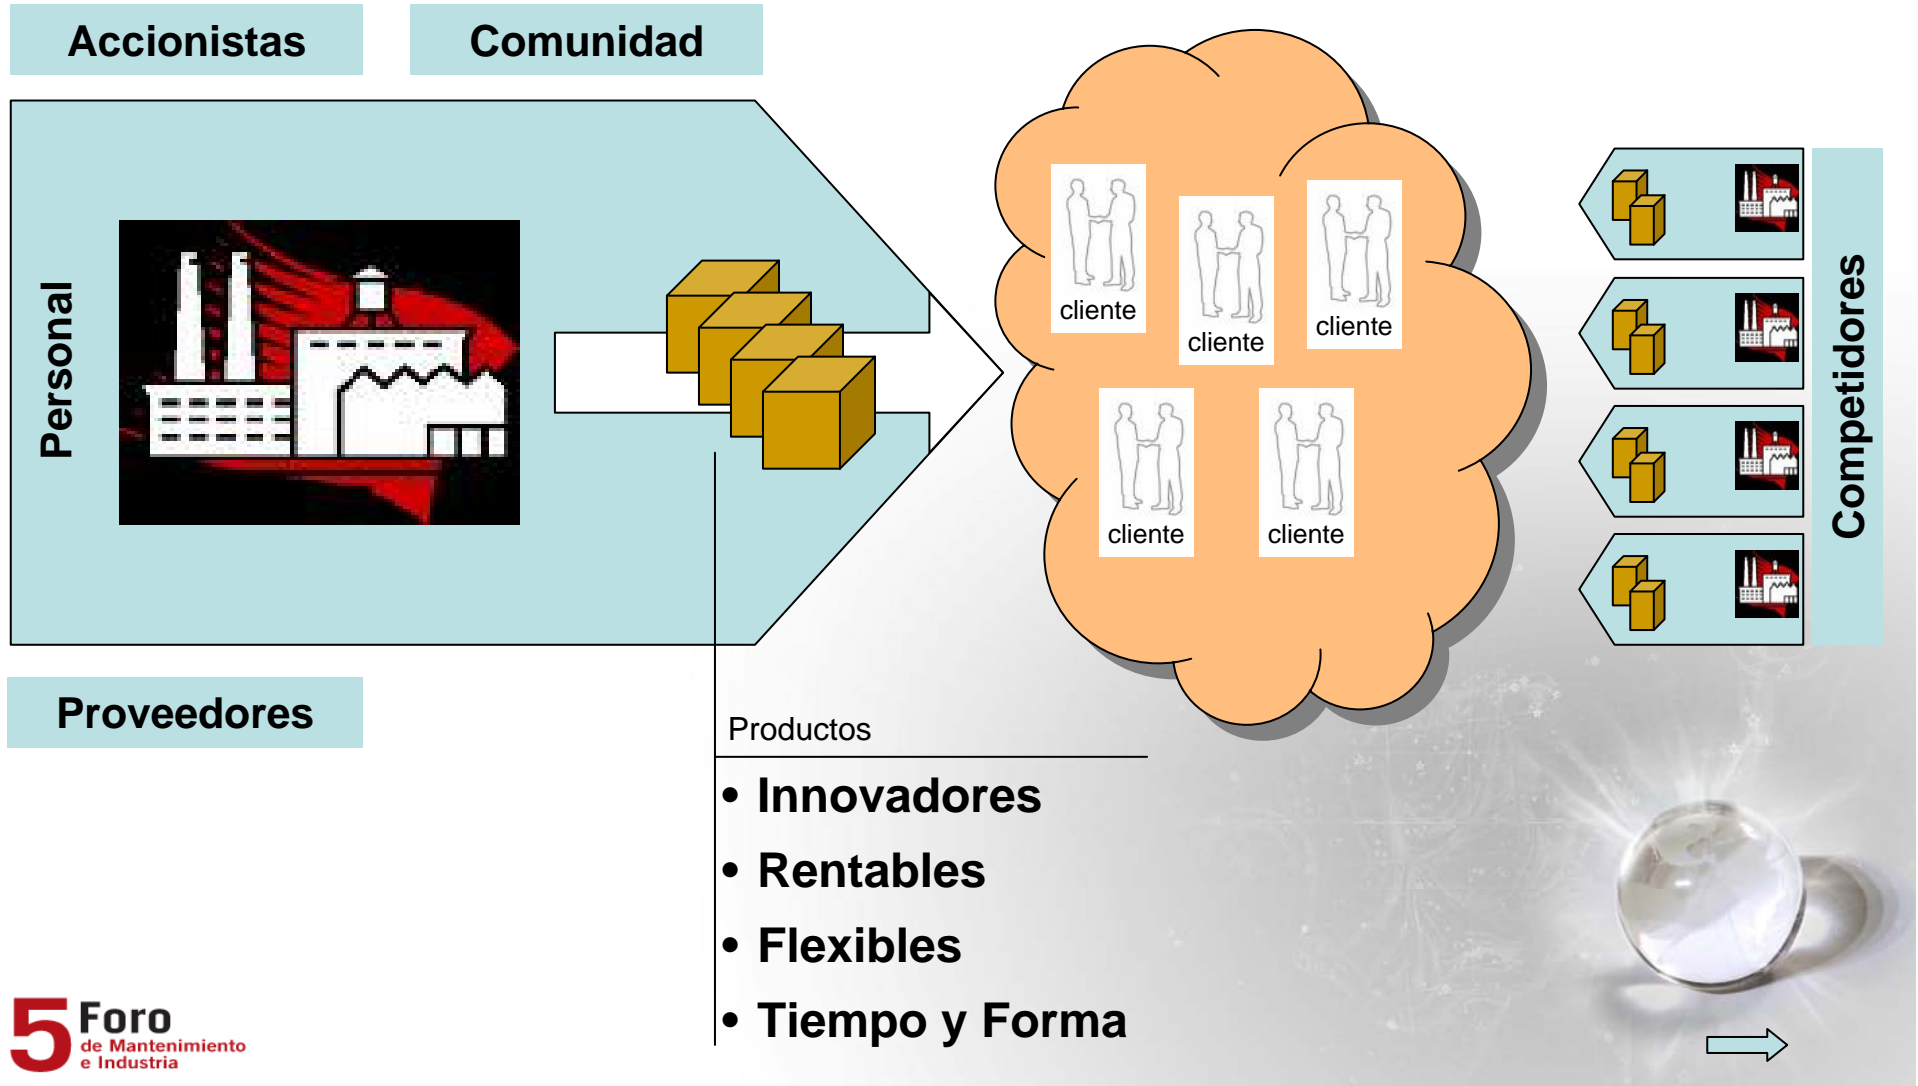 Accionistas
Comunidad
Personal
cliente
cliente
cliente
cliente
cliente
Competidores
Proveedores
Productos
• Innovadores
• Rentables
• Flexibles
• Tiempo y Forma
5 Foro
de Mantenimiento
e Industria